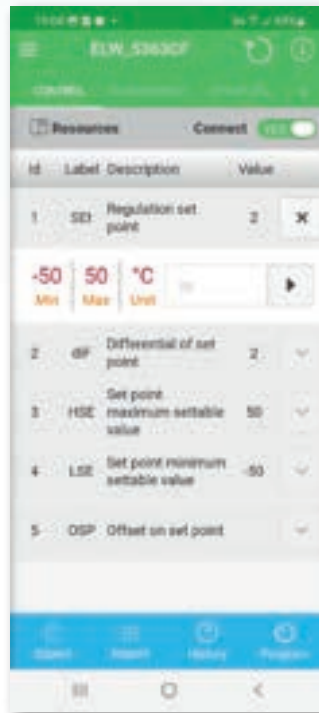 ELW_5363CF
CONTROL
Resources Connect YES
Id Label Description Value
1 SEt Regulation set point 2
-50 50 °C
Min Max Unit
2 diF Differential of set point 2
3 HSE Set point maximum settable value 50
4 LSE Set point minimum settable value -50
5 OSP Offset on set point
History Program